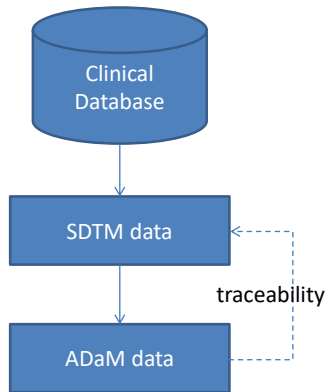 Clinical
Database
SDTM data
traceability
ADaM data